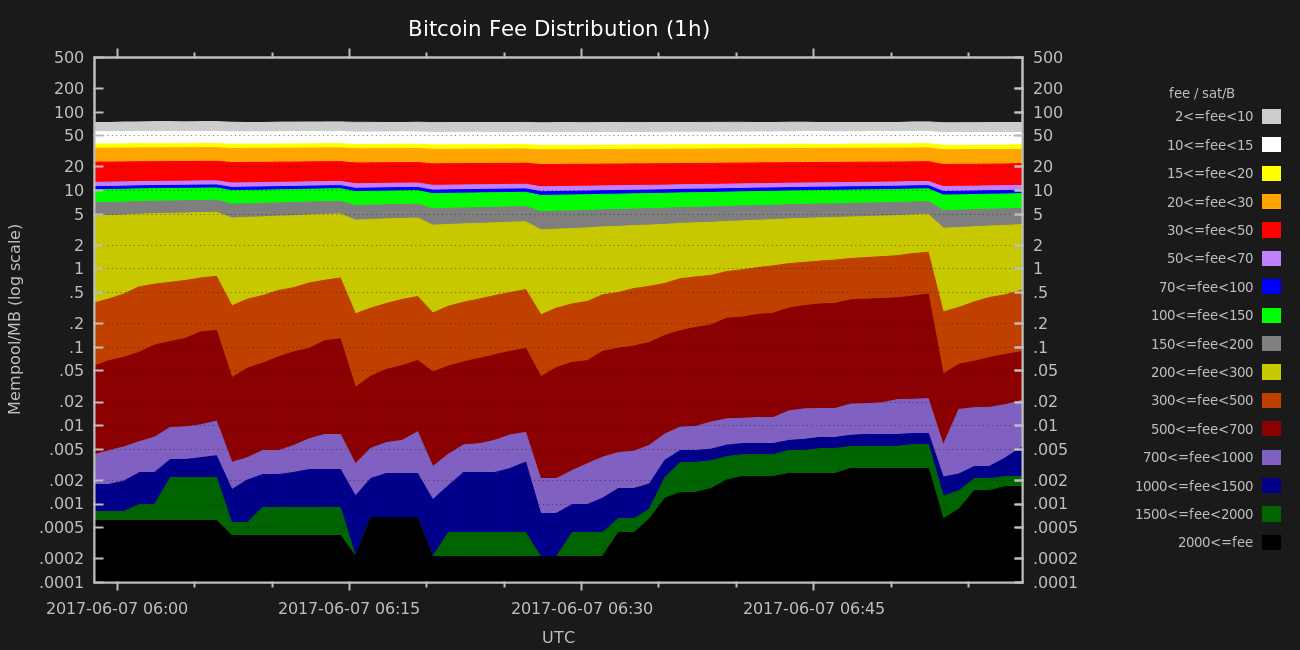 Bitcoin Fee Distribution (1h)
500 500
200 200
100 100
50 50
20 20
10 10
5 5
2 2
1 1
.5 .5
.2 .2
.1 .1
.05 .05
.02 .02
.01 .01
.005 .005
.002 .002
.001 .001
.0005 .0005
.0002 .0002
.0001 .0001
Mempool/MB (log scale)
2017-06-07 06:00 2017-06-07 06:15 2017-06-07 06:30 2017-06-07 06:45
UTC
fee / sat/B
2<=fee<10
10<=fee<15
15<=fee<20
20<=fee<30
30<=fee<50
50<=fee<70
70<=fee<100
100<=fee<150
150<=fee<200
200<=fee<300
300<=fee<500
500<=fee<700
700<=fee<1000
1000<=fee<1500
1500<=fee<2000
2000<=fee